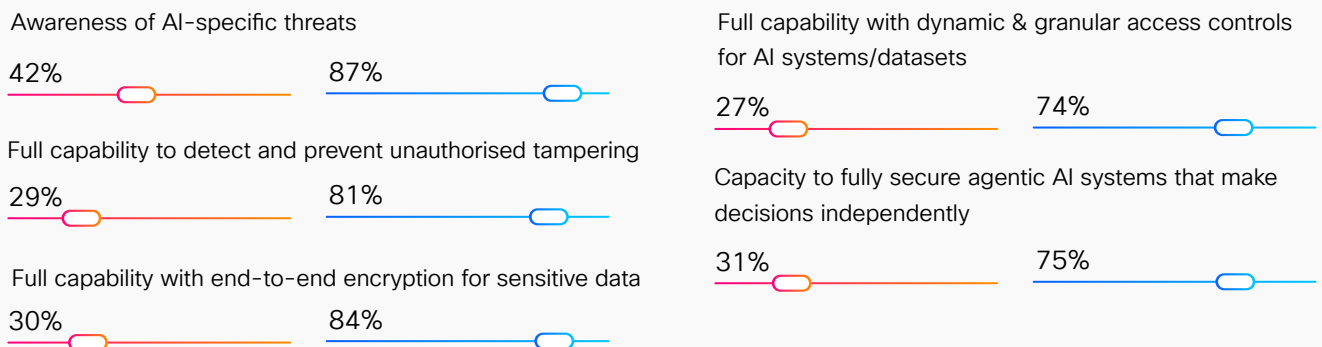 Awareness of AI-specific threats
42% 87%
Full capability to detect and prevent unauthorised tampering
29% 81%
Full capability with end-to-end encryption for sensitive data
30% 84%
Full capability with dynamic & granular access controls
for AI systems/datasets
27% 74%
Capacity to fully secure agentic AI systems that make
decisions independently
31% 75%